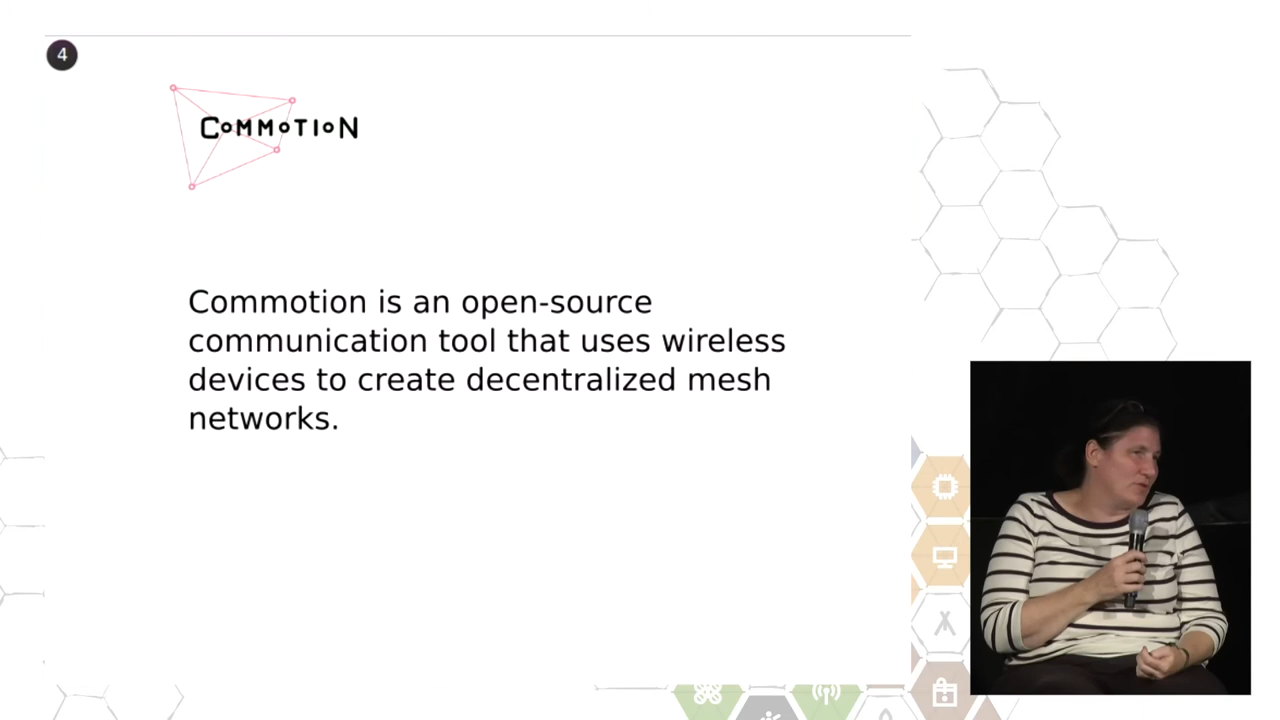 4
COMMOTION
Commotion is an open-source
communication tool that uses wireless
devices to create decentralized mesh
networks.